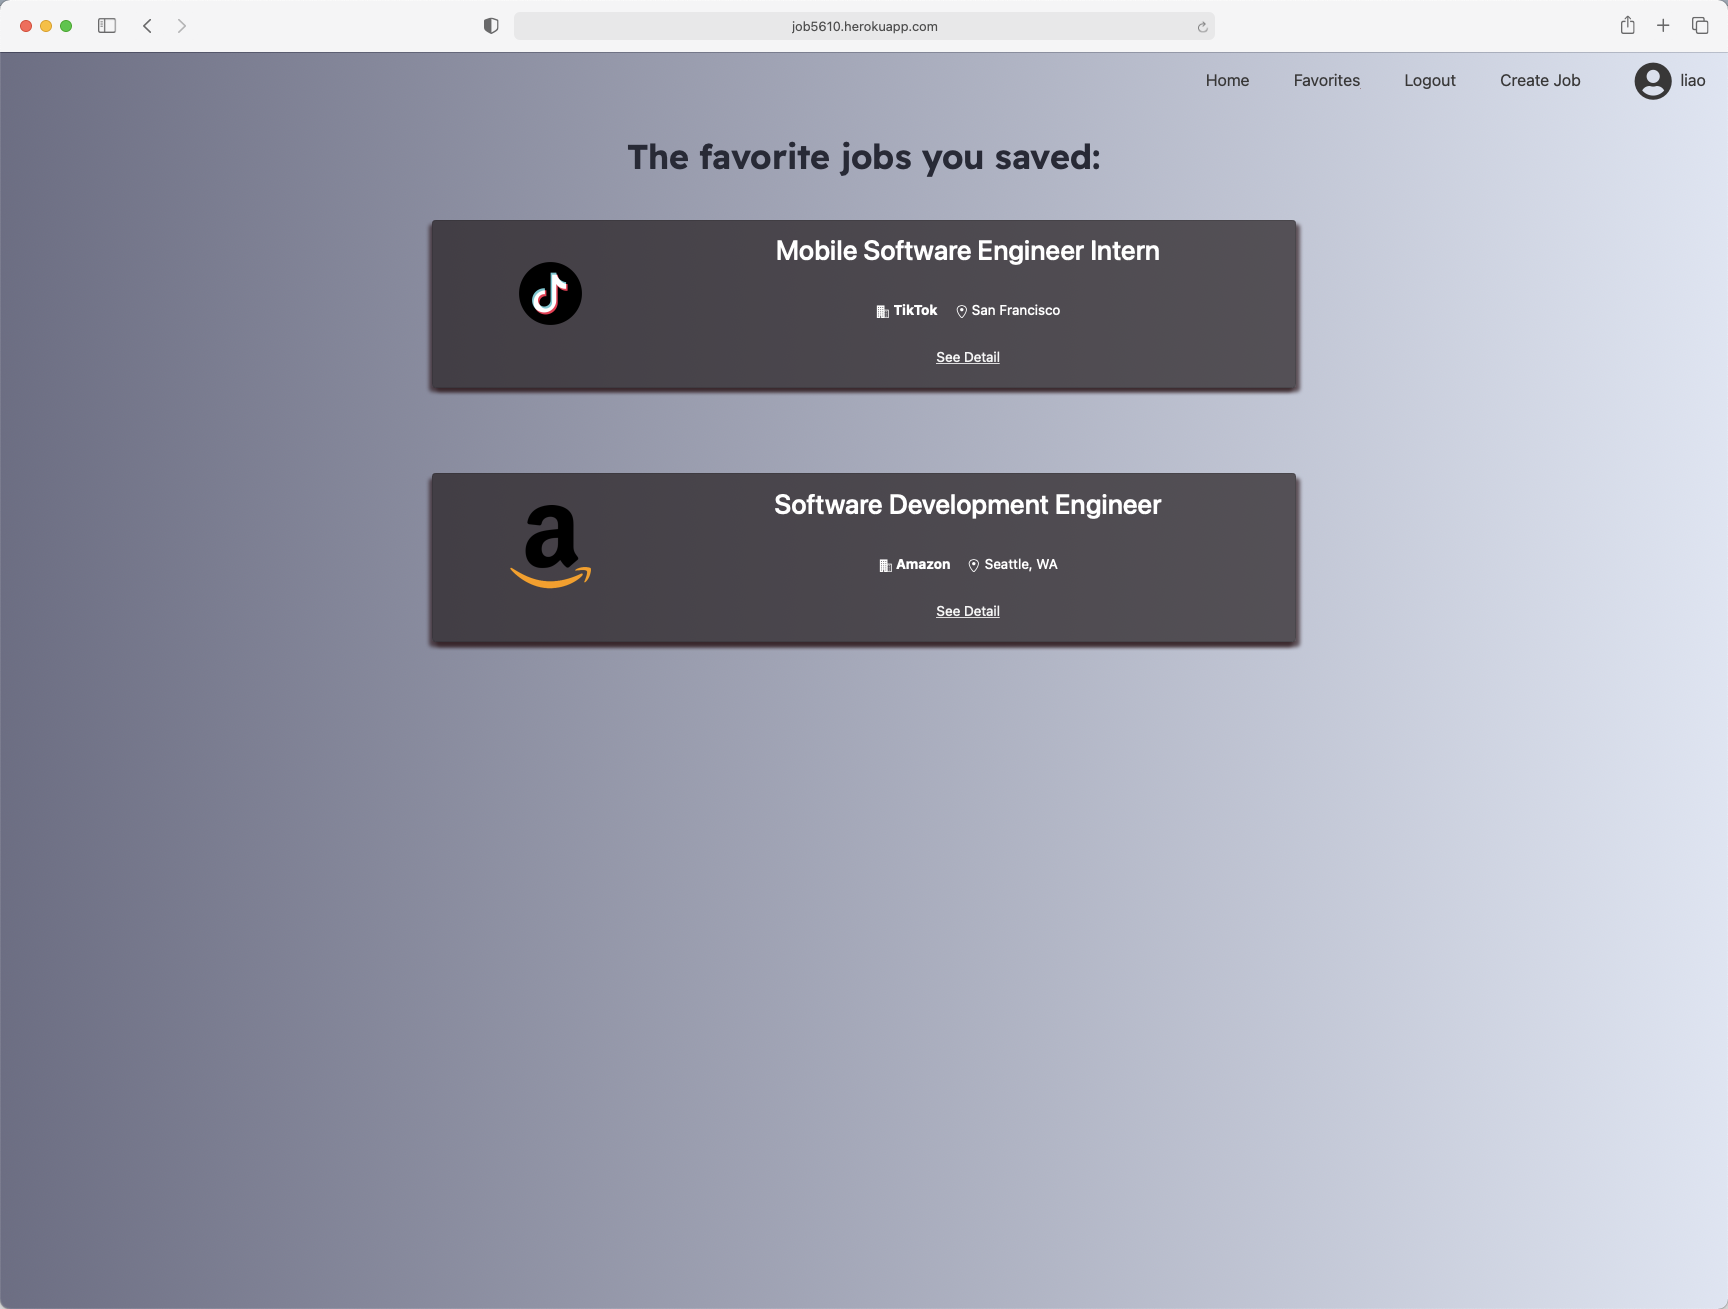 job5610.herokuapp.com
Home Favorites Logout Create Job liao
The favorite jobs you saved:
Mobile Software Engineer Intern
TikTok San Francisco
See Detail
a
Software Development Engineer
Amazon Seattle, WA
See Detail